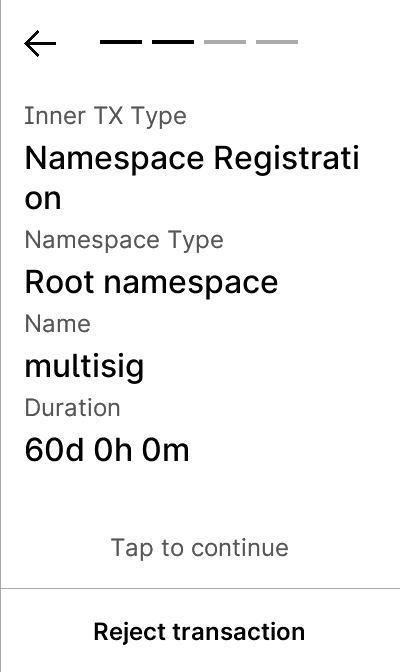 Inner TX Type
Namespace Registrati
on
Namespace Type
Root namespace
Name
multisig
Duration
60d 0h 0m
Tap to continue
Reject transaction